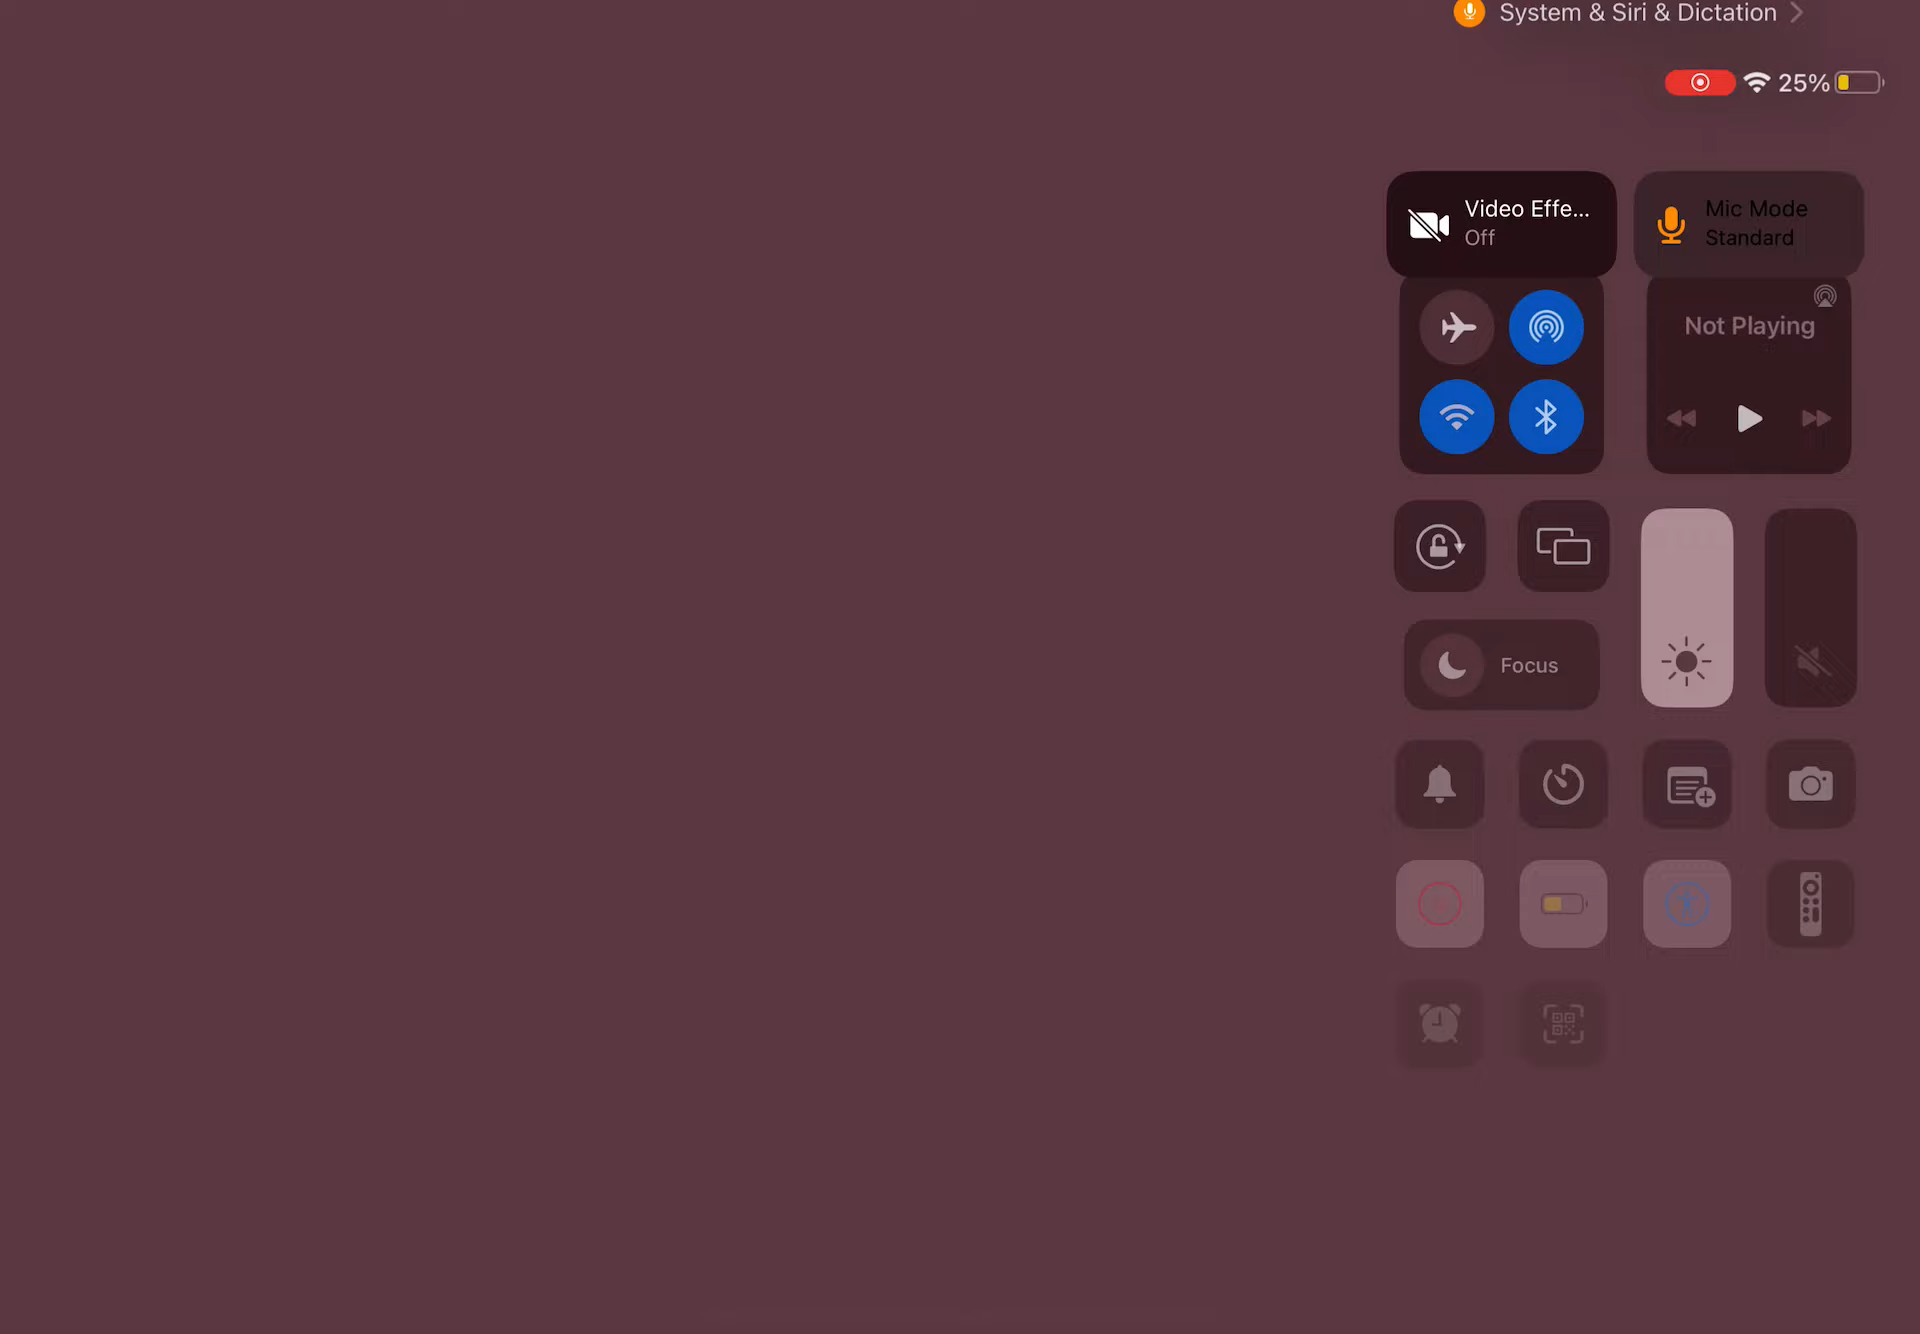 System & Siri & Dictation
25%
Video Effe...
Off
Mic Mode
Standard
Not Playing
Focus